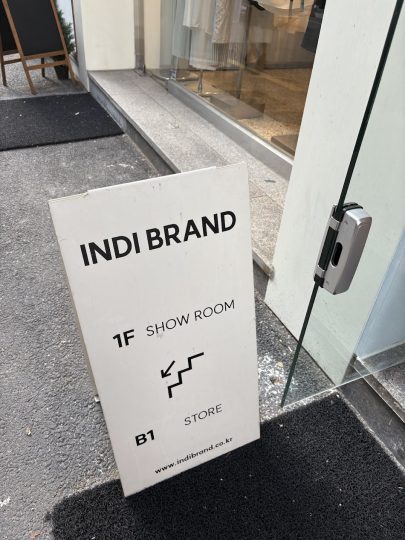 INDI BRAND
1F SHOW ROOM
B1 STORE
www.indibrand.co.kr